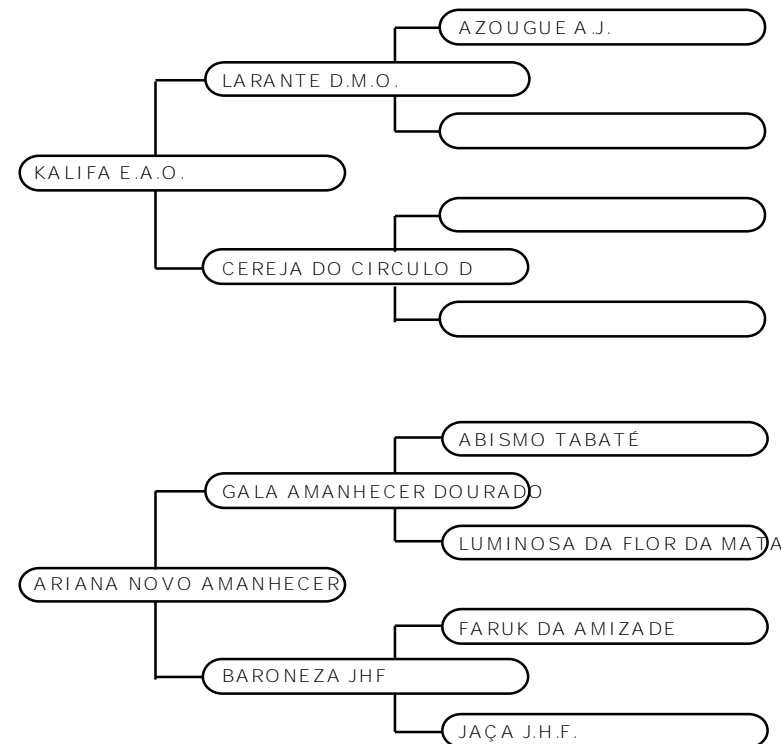 AZOUGUE A.J.
LARANTE D.M.O.
KALIFA E.A.O.
CEREJA DO CIRCULO D
ABISMO TABATÉ
GALA AMANHECER DOURADO
LUMINOSA DA FLOR DA MATA
ARIANA NOVO AMANHECER
FARUK DA AMIZADE
BARONEZA JHF
JAÇA J.H.F.